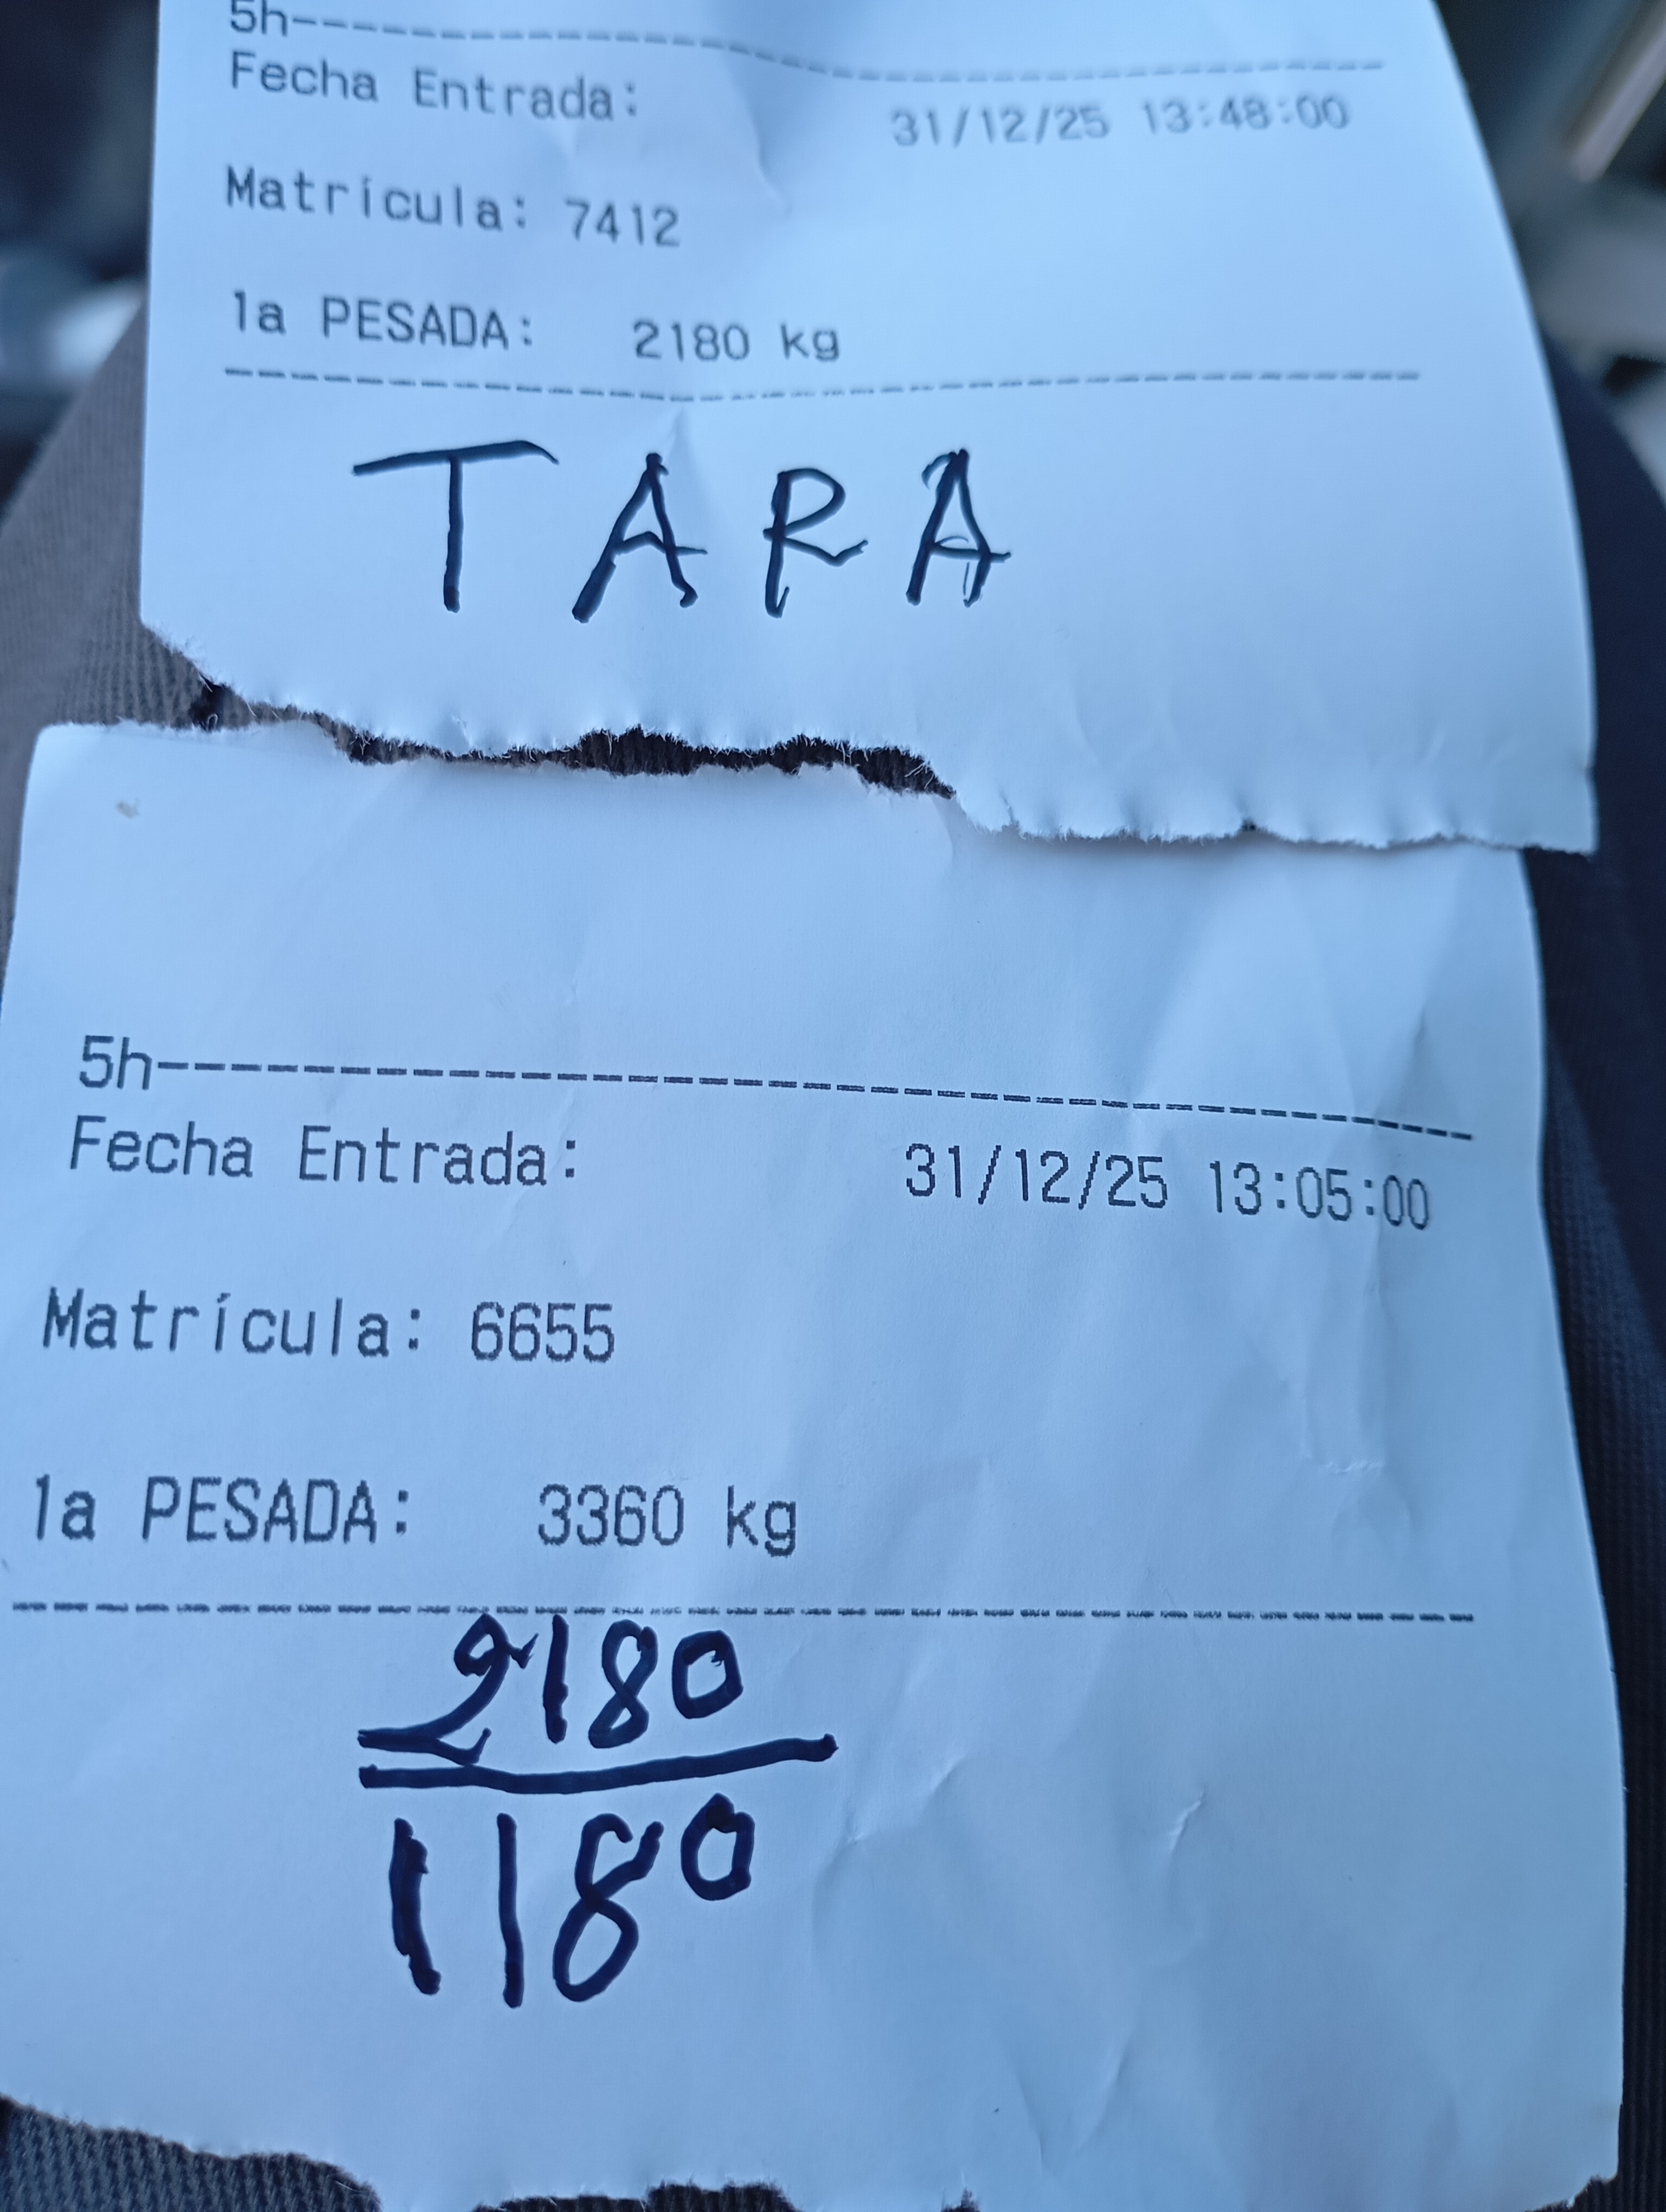 5h--------------------------------
Fecha Entrada: 31/12/25 13:48:00
Matrícula: 7412
1a PESADA: 2180 kg
TARA
5h--------------------------------
Fecha Entrada: 31/12/25 13:05:00
Matrícula: 6655
1a PESADA: 3360 kg
2180
1180